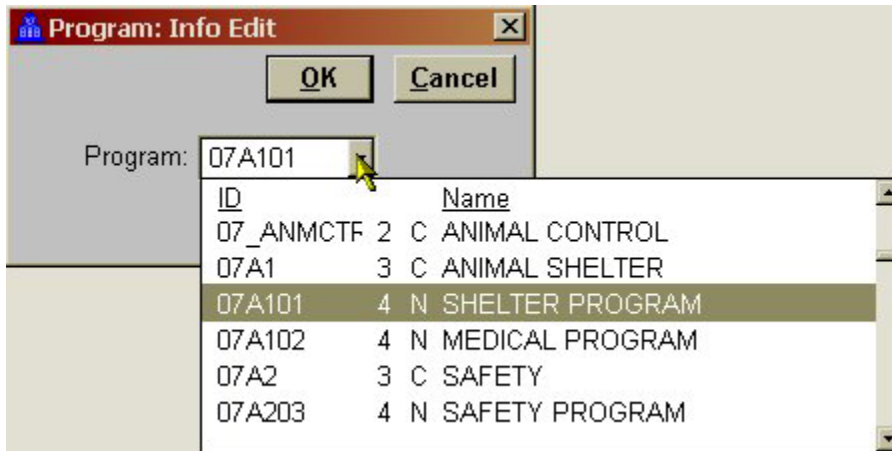 Program: Info Edit
OK Cancel
Program: 07A101
ID Name
07_ANMCTR 2 C ANIMAL CONTROL
07A1 3 C ANIMAL SHELTER
07A101 4 N SHELTER PROGRAM
07A102 4 N MEDICAL PROGRAM
07A2 3 C SAFETY
07A203 4 N SAFETY PROGRAM